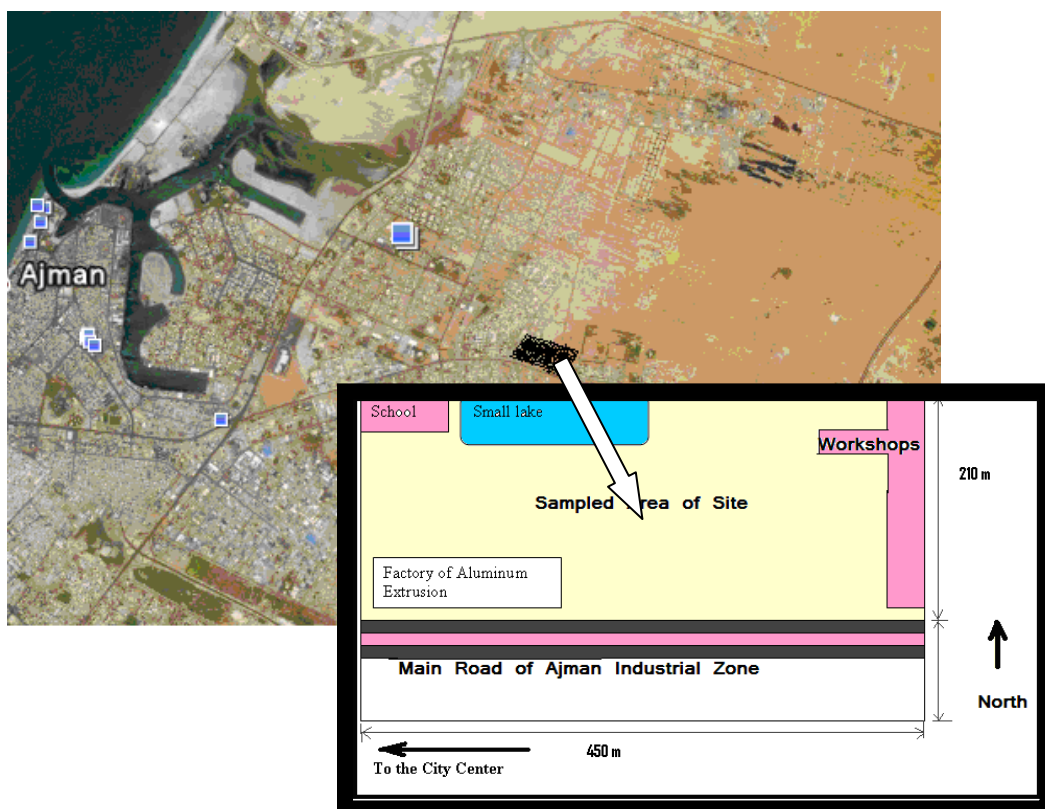 Ajman
School
Small lake
Workshops
210 m
Sampled Area of Site
Factory of Aluminum
Extrusion
Main Road of Ajman Industrial Zone
North
450 m
To the City Center